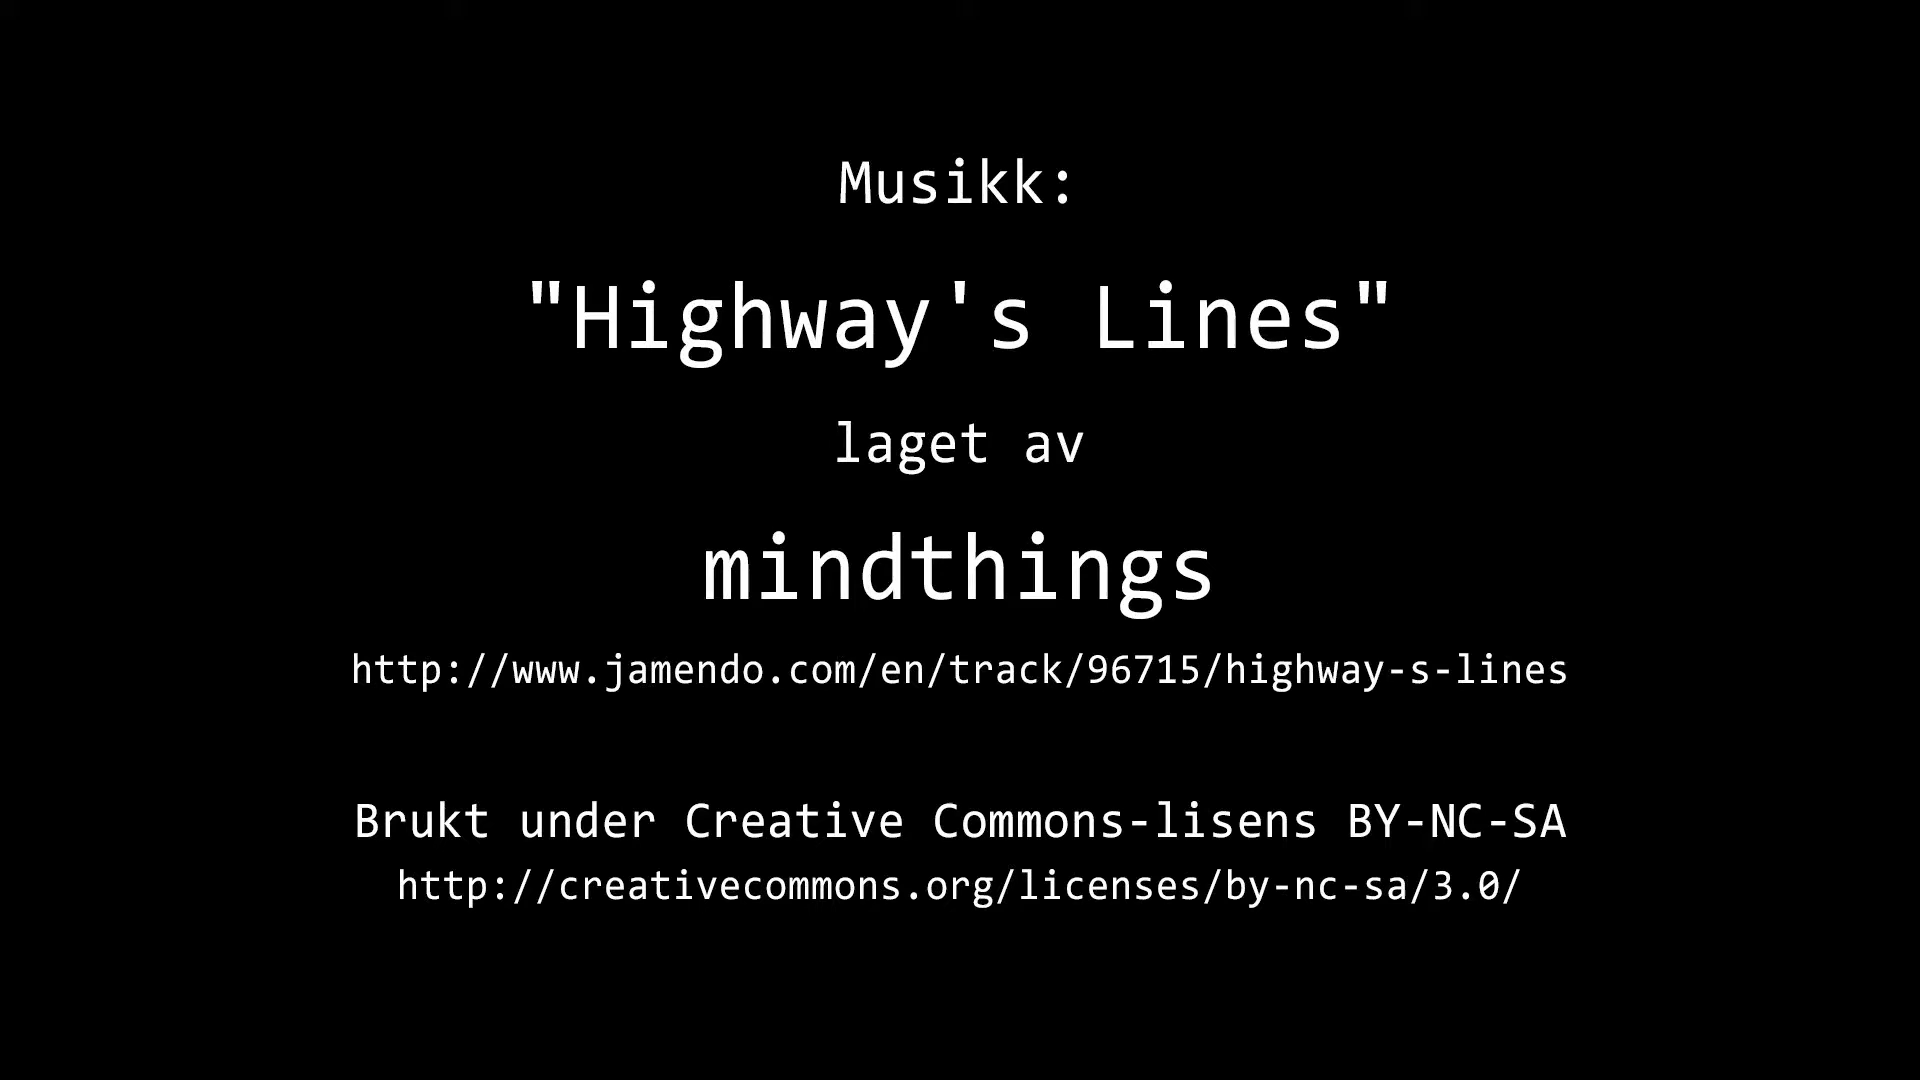 Musikk:
"Highway's Lines"
laget av
mindthings
http://www.jamendo.com/en/track/96715/highway-s-lines
Brukt under Creative Commons-lisens BY-NC-SA
http://creativecommons.org/licenses/by-nc-sa/3.0/